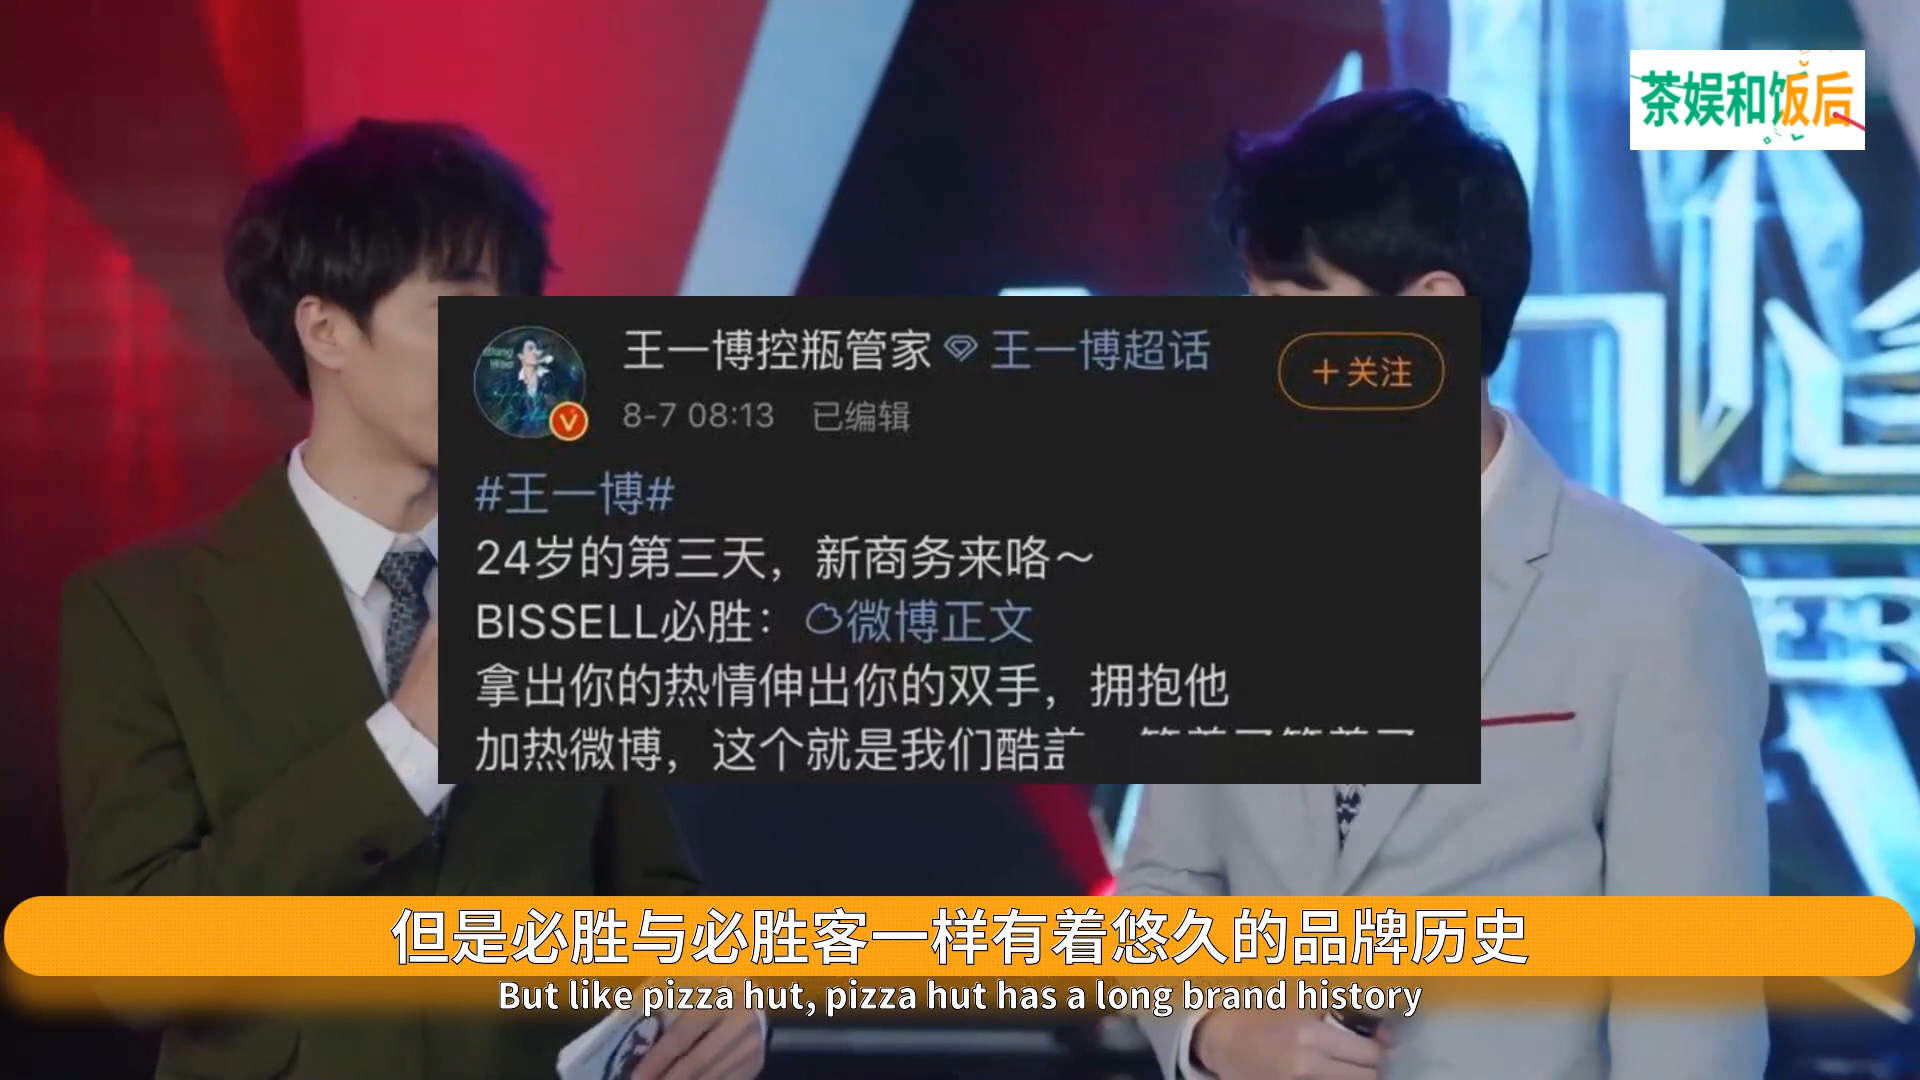 茶娱和饭后
王一博控瓶管家 王一博超话
+关注
8-7 08:13 已编辑
#王一博#
24岁的第三天，新商务来咯～
BISSELL必胜：微博正文
拿出你的热情伸出你的双手，拥抱他
加热微博，这个就是我们酷盖
但是必胜与必胜客一样有着悠久的品牌历史
But like pizza hut, pizza hut has a long brand history